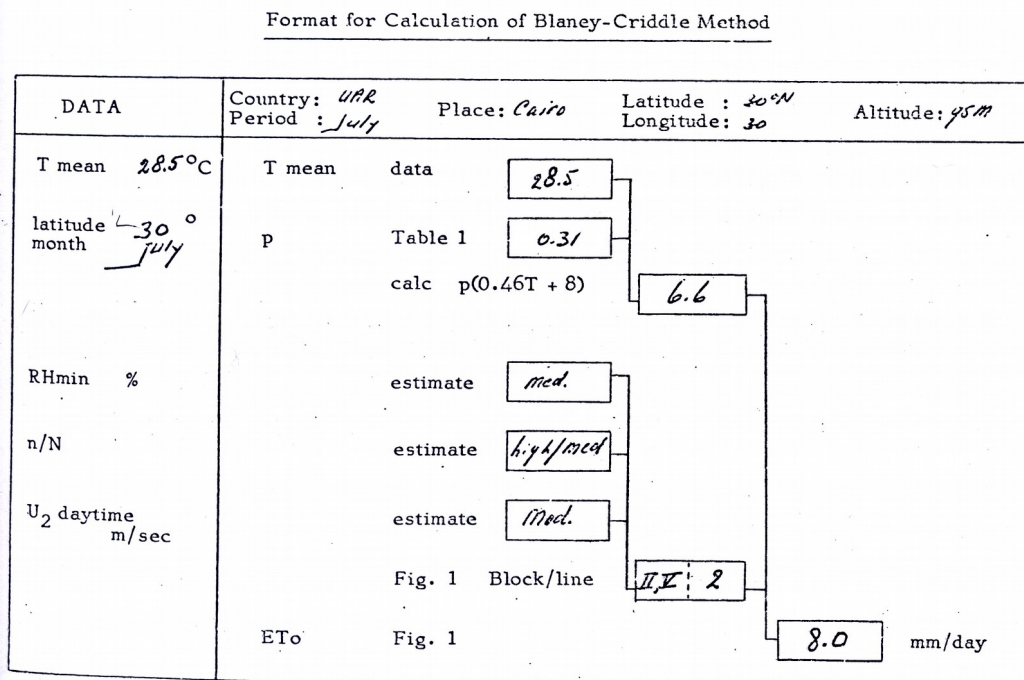 Format for Calculation of Blaney-Criddle Method
DATA
Country: UAR Place: Cairo Latitude : 30°N Altitude: 95m
Period : July Longitude: 30
T mean 28.5°C T mean data 28.5
latitude 30 °
month July
p Table 1 0.31
calc p(0.46T + 8) 6.6
RHmin % estimate med.
n/N estimate high/med
U2 daytime
m/sec
estimate Mod.
Fig. 1 Block/line II,V 2
ETo Fig. 1 8.0 mm/day